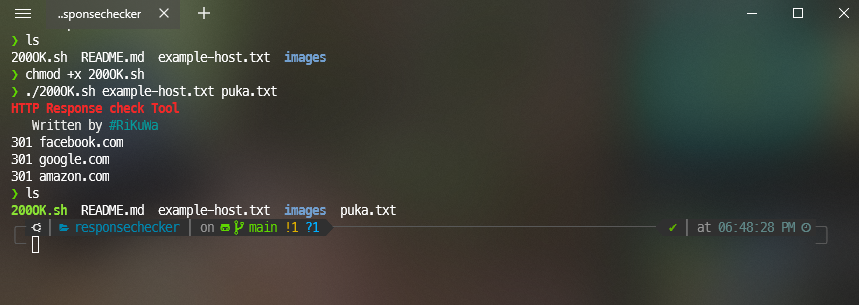 ..sponsechecker
❯ ls
200OK.sh README.md example-host.txt images
❯ chmod +x 200OK.sh
❯ ./200OK.sh example-host.txt puka.txt
HTTP Response check Tool
Written by #RiKuWa
301 facebook.com
301 google.com
301 amazon.com
❯ ls
200OK.sh README.md example-host.txt images puka.txt
responsechecker on main !1 ?1 ✔ at 06:48:28 PM